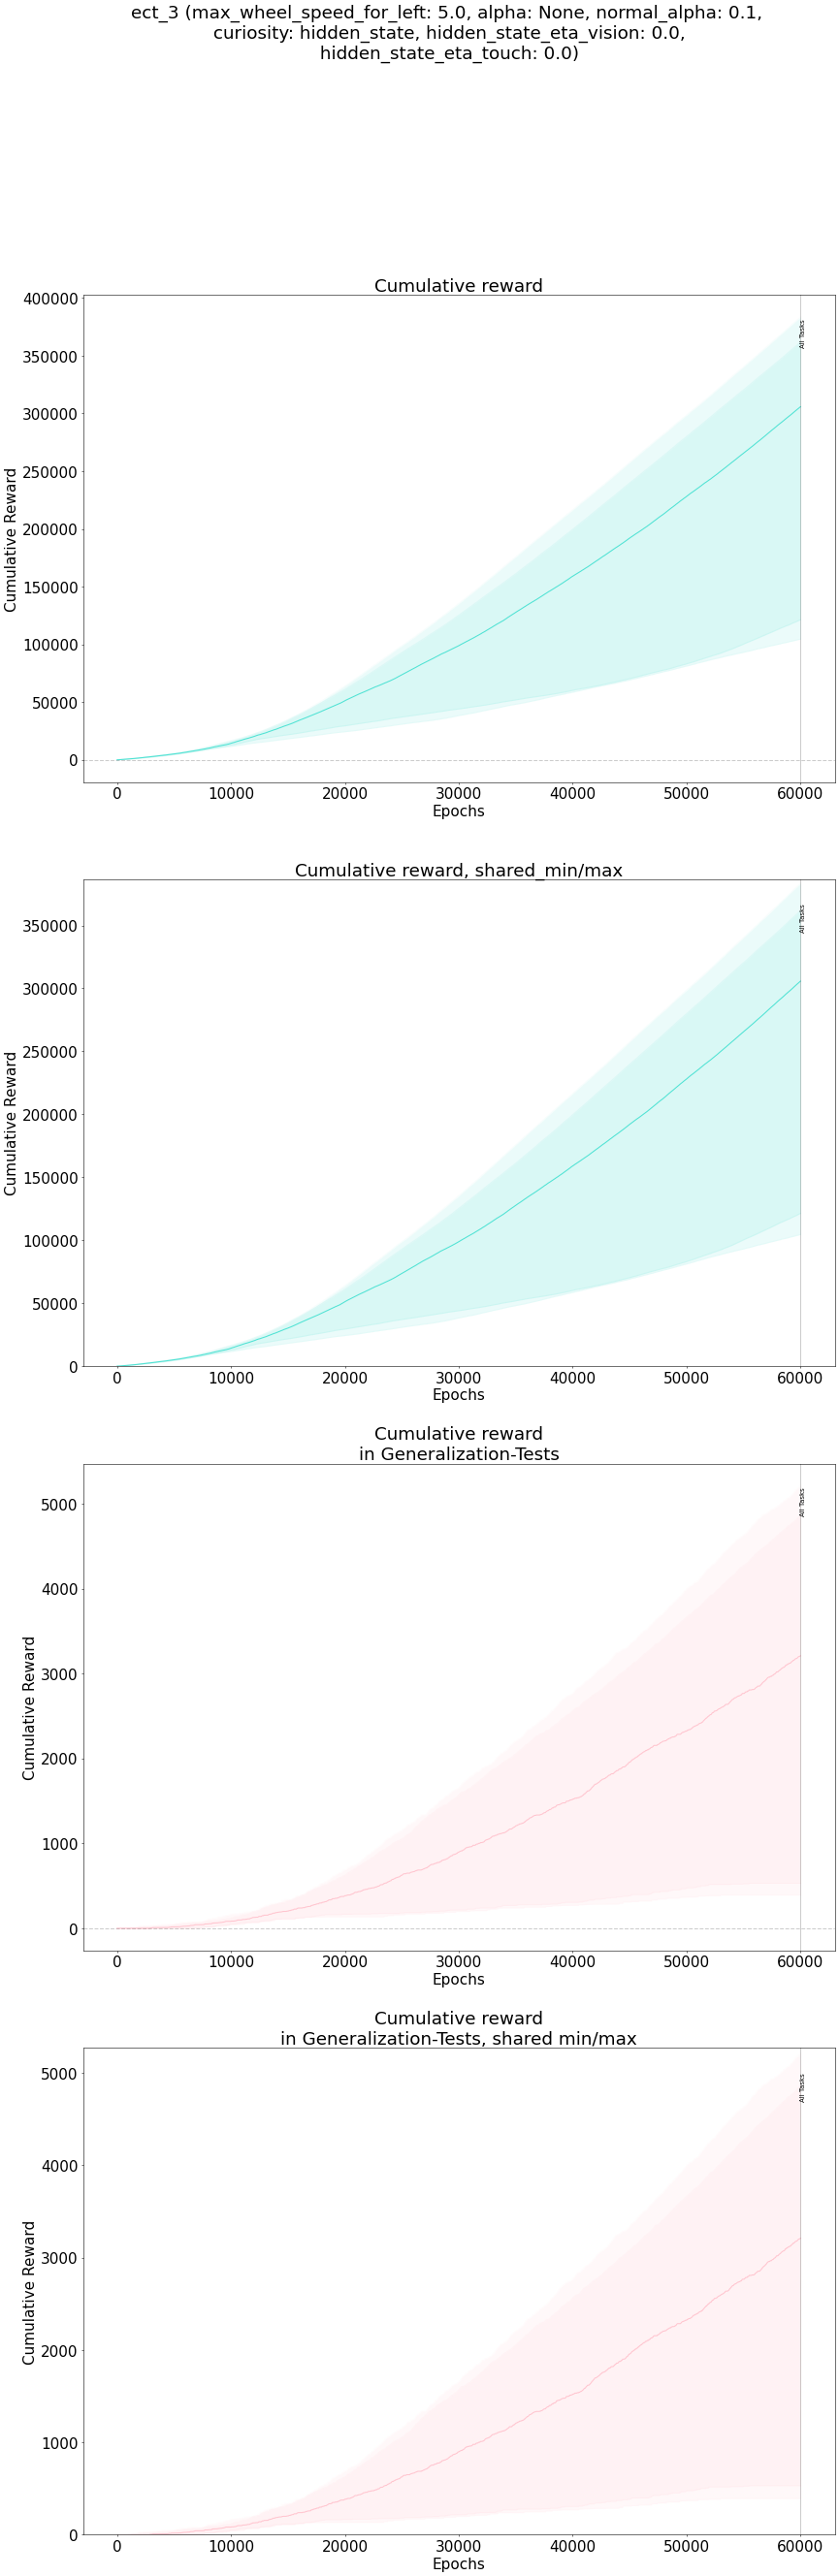 ect_3 (max_wheel_speed_for_left: 5.0, alpha: None, normal_alpha: 0.1,
curiosity: hidden_state, hidden_state_eta_vision: 0.0,
hidden_state_eta_touch: 0.0)
Cumulative reward
400000
350000
300000
250000
200000
150000
100000
50000
0
Cumulative Reward
All Tasks
0 10000 20000 30000 40000 50000 60000
Epochs
Cumulative reward, shared_min/max
350000
300000
250000
200000
150000
100000
50000
0
Cumulative Reward
All Tasks
0 10000 20000 30000 40000 50000 60000
Epochs
Cumulative reward
in Generalization-Tests
5000
4000
3000
2000
1000
0
Cumulative Reward
All Tasks
0 10000 20000 30000 40000 50000 60000
Epochs
Cumulative reward
in Generalization-Tests, shared min/max
5000
4000
3000
2000
1000
0
Cumulative Reward
All Tasks
0 10000 20000 30000 40000 50000 60000
Epochs